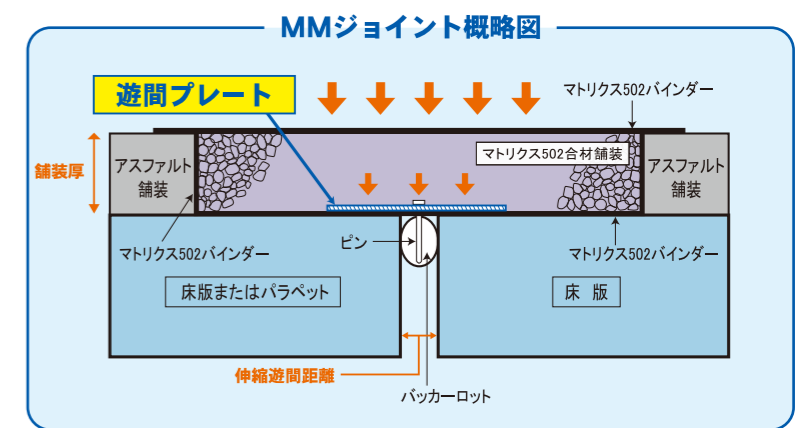 MMジョイント概略図
遊間プレート
マトリクス502バインダー
舗装厚
アスファルト
舗装
マトリクス502合材舗装
アスファルト
舗装
マトリクス502バインダー
ピン
マトリクス502バインダー
床版またはパラペット
床 版
伸縮遊間距離
バッカーロット